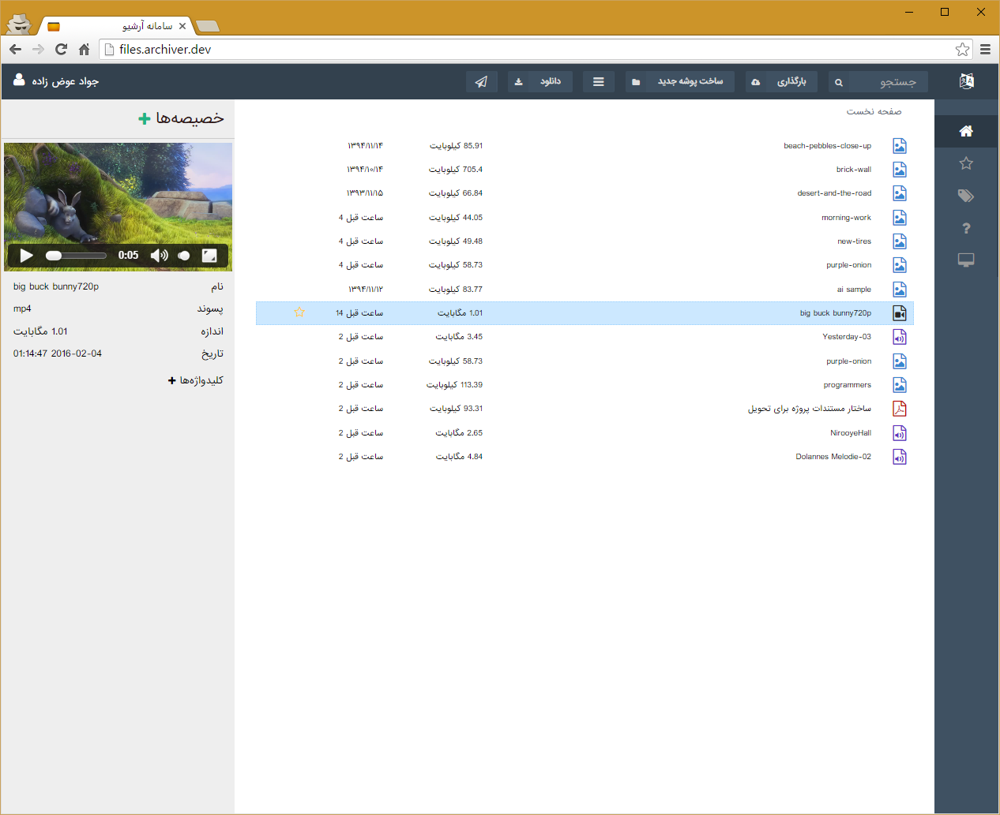 سامانه آرشیو
files.archiver.dev
جستجو
بارگذاری
ساخت پوشه جدید
دانلود
جواد عوض زاده
صفحه نخست
beach-pebbles-close-up 85.91 کیلوبایت ۱۳۹۴/۱۱/۱۴
brick-wall 705.4 کیلوبایت ۱۳۹۴/۱۰/۱۴
desert-and-the-road 66.84 کیلوبایت ۱۳۹۳/۱۱/۱۵
morning-work 44.05 کیلوبایت 4 ساعت قبل
new-tires 49.48 کیلوبایت 4 ساعت قبل
purple-onion 58.73 کیلوبایت 4 ساعت قبل
ai sample 83.77 کیلوبایت ۱۳۹۴/۱۱/۱۲
big buck bunny720p 1.01 مگابایت 14 ساعت قبل
Yesterday-03 3.45 مگابایت 2 ساعت قبل
purple-onion 58.73 کیلوبایت 2 ساعت قبل
programmers 113.39 کیلوبایت 2 ساعت قبل
ساختار مستندات پروژه برای تحویل 93.31 کیلوبایت 2 ساعت قبل
NirooyeHall 2.65 مگابایت 2 ساعت قبل
Dolannes Melodie-02 4.84 مگابایت 2 ساعت قبل
خصیصه‌ها
0:05
نام big buck bunny720p
پسوند mp4
اندازه 1.01 مگابایت
تاریخ 2016-02-04 01:14:47
کلیدواژه‌ها